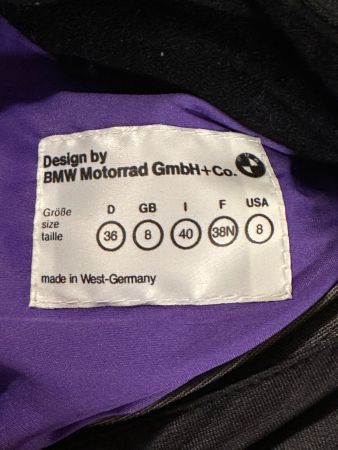 Design by
BMW Motorrad GmbH+Co.
D GB I F USA
Größe
size
taille
36 8 40 38N 8
made in West-Germany